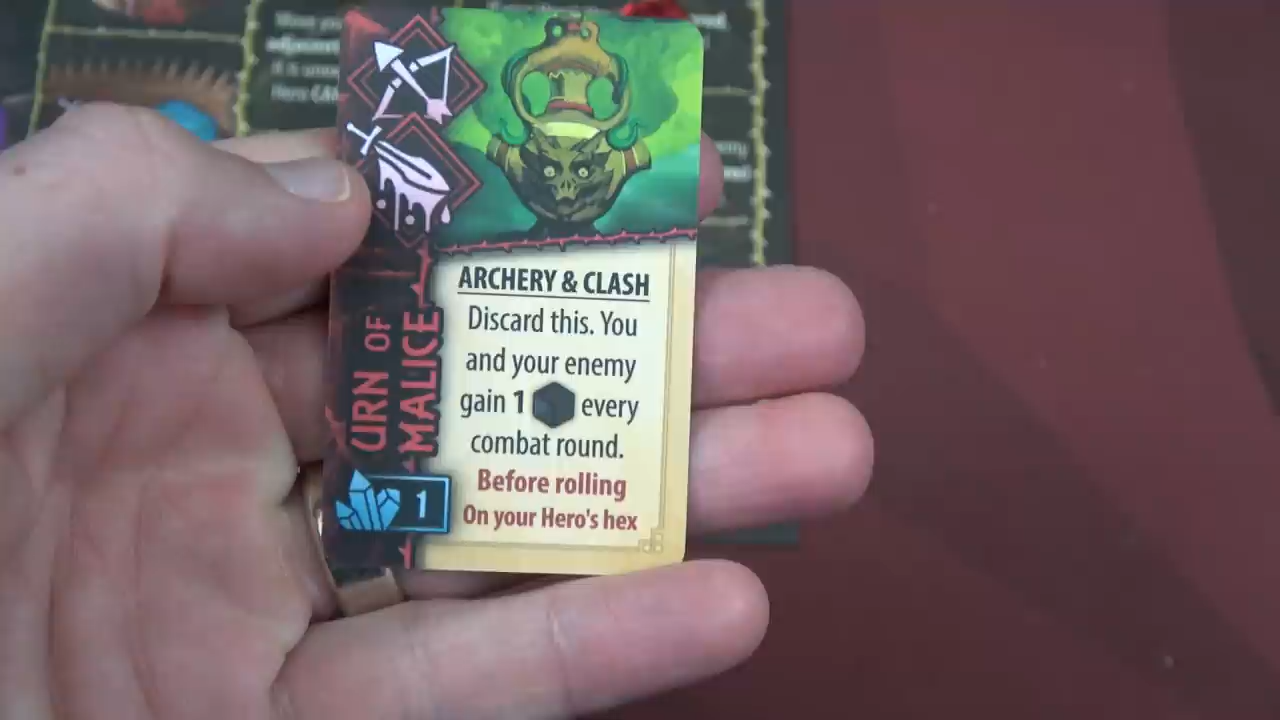 ARCHERY & CLASH
Discard this. You
and your enemy
gain 1 every
combat round.
Before rolling
On your Hero's hex
URN OF
MALICE
1